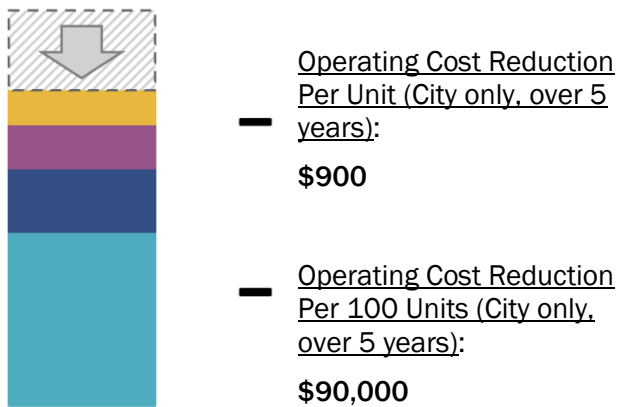 Operating Cost Reduction
Per Unit (City only, over 5
years):
$900
Operating Cost Reduction
Per 100 Units (City only,
over 5 years):
$90,000